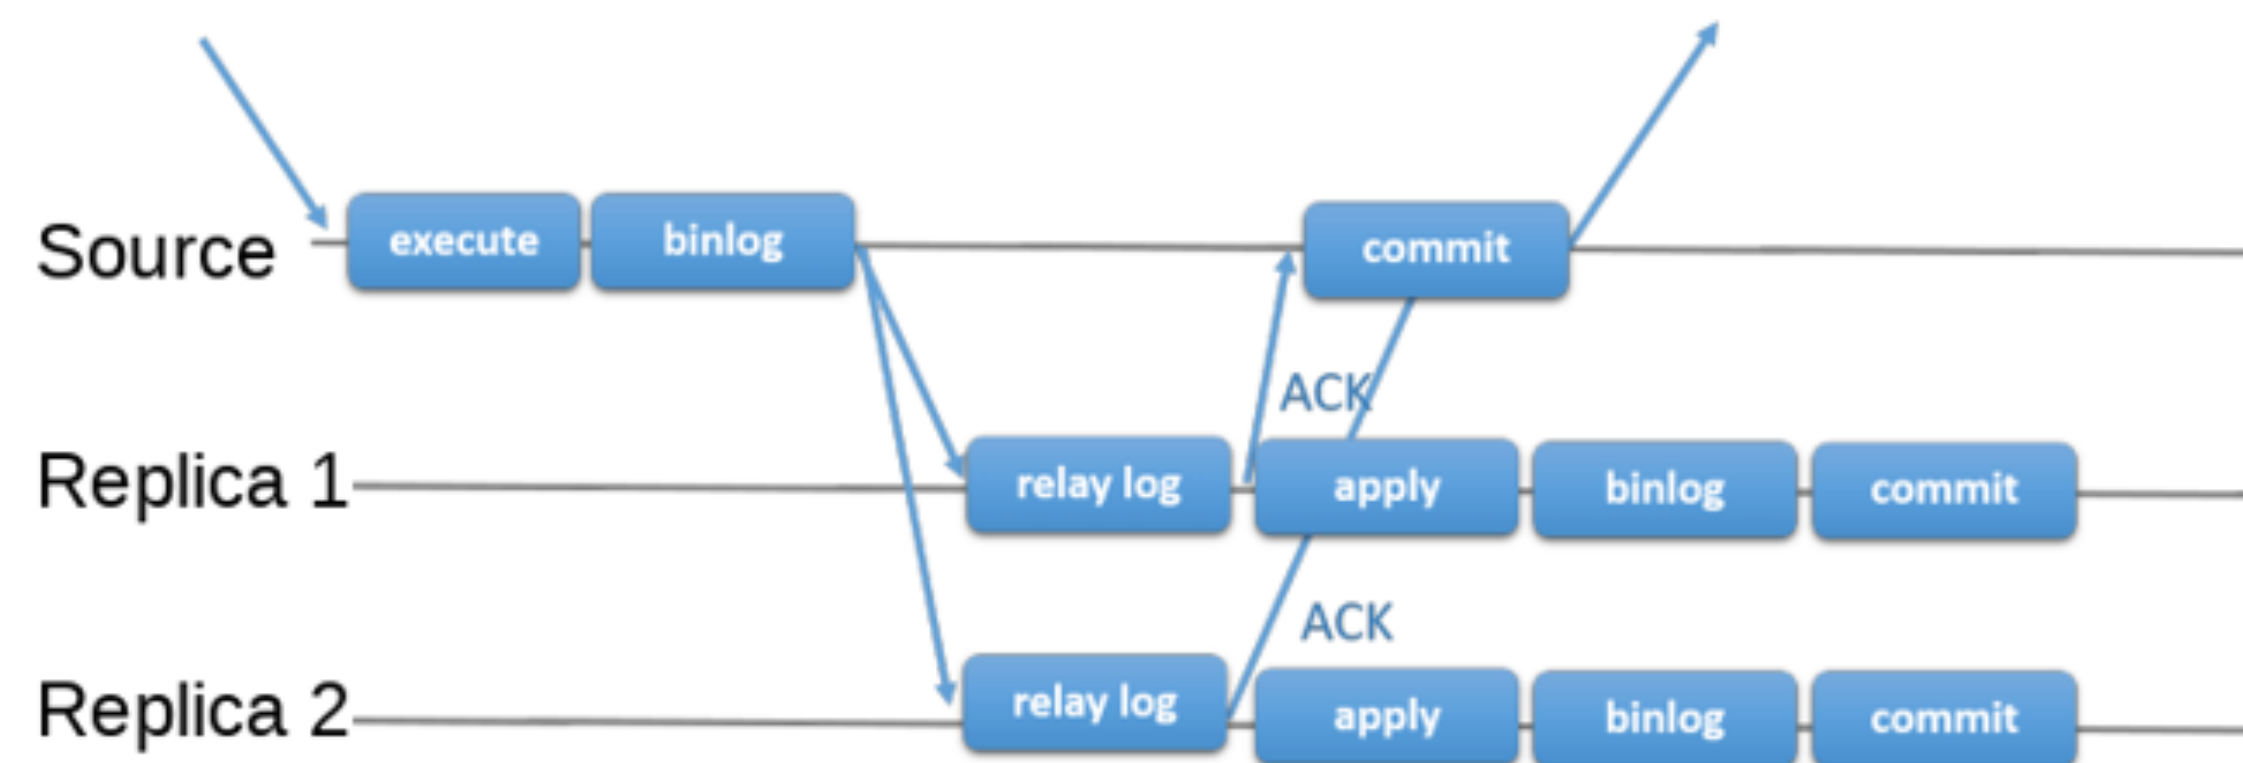 Source execute binlog commit
ACK
Replica 1 relay log apply binlog commit
ACK
Replica 2 relay log apply binlog commit